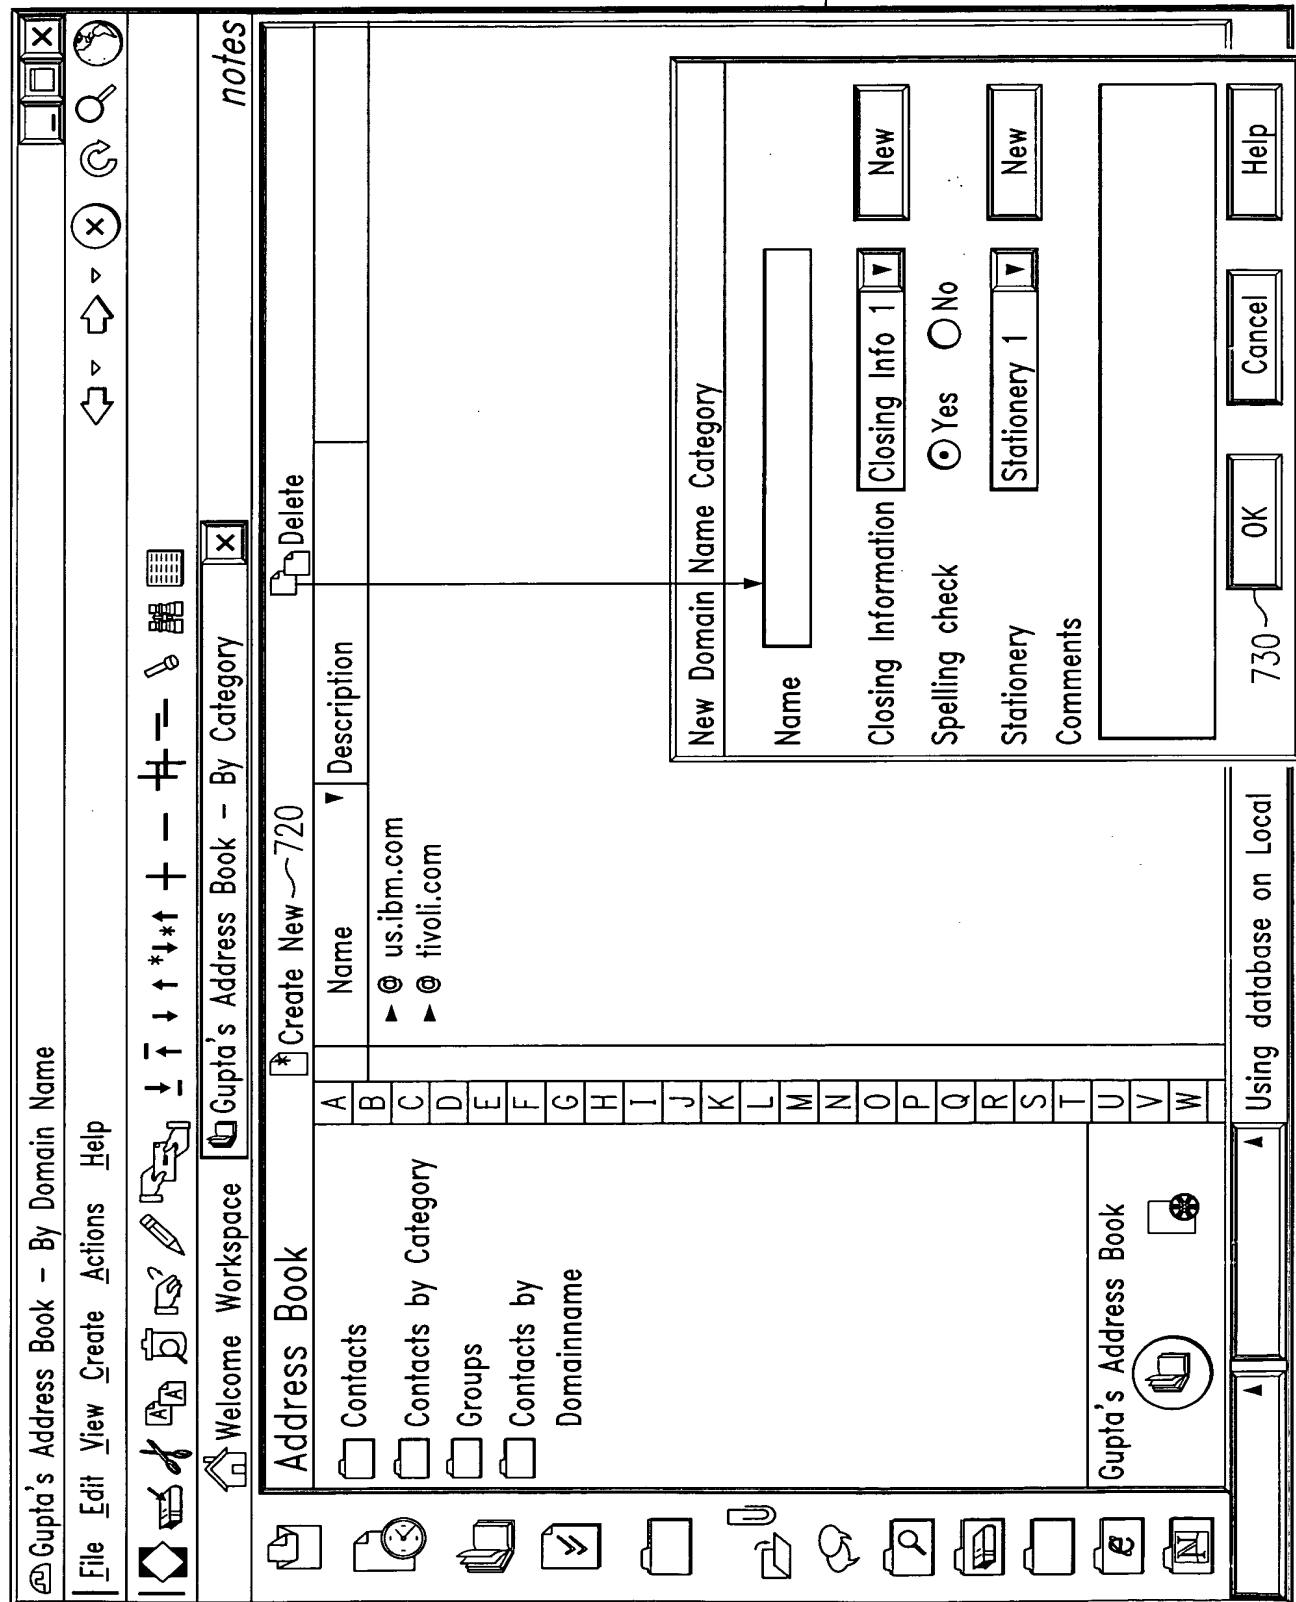 Gupta's Address Book – By Domain Name
File Edit View Create Actions Help
Welcome Workspace
Gupta's Address Book – By Category
notes
Address Book
Create New
720
Delete
Name
Description
Contacts
Contacts by Category
Groups
Contacts by
Domainname
A
B
C
D
E
F
G
H
I
J
K
L
M
N
O
P
Q
R
S
T
U
V
W
@ us.ibm.com
@ tivoli.com
New Domain Name Category
Name
Closing Information Closing Info 1 New
Spelling check Yes No
Stationery Stationery 1 New
Comments
730
OK Cancel Help
Gupta's Address Book
Using database on Local